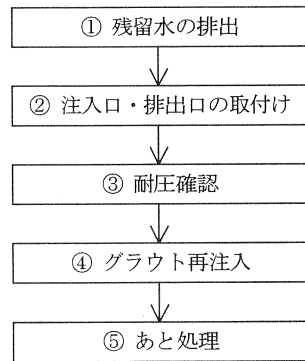 ① 残留水の排出
② 注入口・排出口の取付け
③ 耐圧確認
④ グラウト再注入
⑤ あと処理